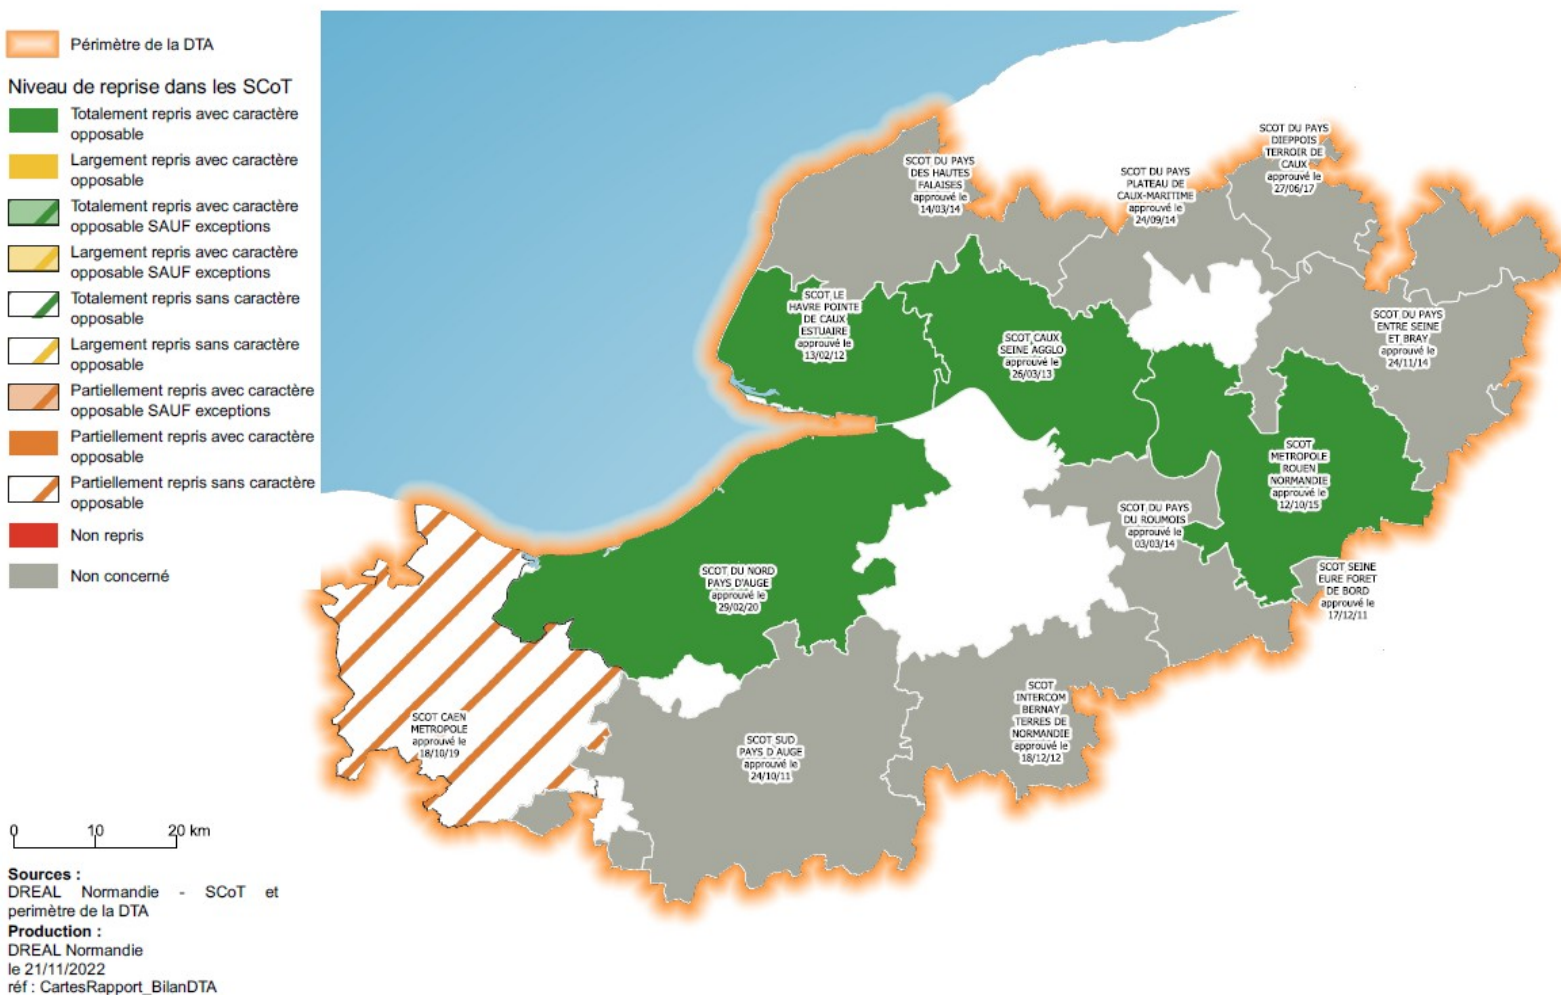 Périmètre de la DTA
Niveau de reprise dans les SCoT
Totalement repris avec caractère
opposable
Largement repris avec caractère
opposable
Totalement repris avec caractère
opposable SAUF exceptions
Largement repris avec caractère
opposable SAUF exceptions
Totalement repris sans caractère
opposable
Largement repris sans caractère
opposable
Partiellement repris avec caractère
opposable SAUF exceptions
Partiellement repris avec caractère
opposable
Partiellement repris sans caractère
opposable
Non repris
Non concerné
0 10 20 km
Sources :
DREAL Normandie - SCoT et
perimètre de la DTA
Production :
DREAL Normandie
le 21/11/2022
réf : CartesRapport_BilanDTA
SCOT DU PAYS
DES HAUTES
FALAISES
approuvé le
14/03/14
SCOT DU PAYS
PLATEAU DE
CAUX-MARITIME
approuvé le
24/09/14
SCOT DU PAYS
DIEPPOIS
TERROIR DE
CAUX
approuvé le
27/06/17
SCOT LE
HAVRE POINTE
DE CAUX
ESTUAIRE
approuvé le
13/02/12
SCOT CAUX
SEINE AGGLO
approuvé le
26/03/13
SCOT DU PAYS
ENTRE SEINE
ET BRAY
approuvé le
24/11/14
SCOT
METROPOLE
ROUEN
NORMANDIE
approuvé le
12/10/15
SCOT DU PAYS
DU ROUMOIS
approuvé le
03/03/14
SCOT SEINE
EURE FORET
DE BORD
approuvé le
17/12/11
SCOT DU NORD
PAYS D'AUGE
approuvé le
29/02/20
SCOT CAEN
METROPOLE
approuvé le
18/10/19
SCOT SUD
PAYS D'AUGE
approuvé le
24/10/11
SCOT
INTERCOM
BERNAY
TERRES DE
NORMANDIE
approuvé le
18/12/12